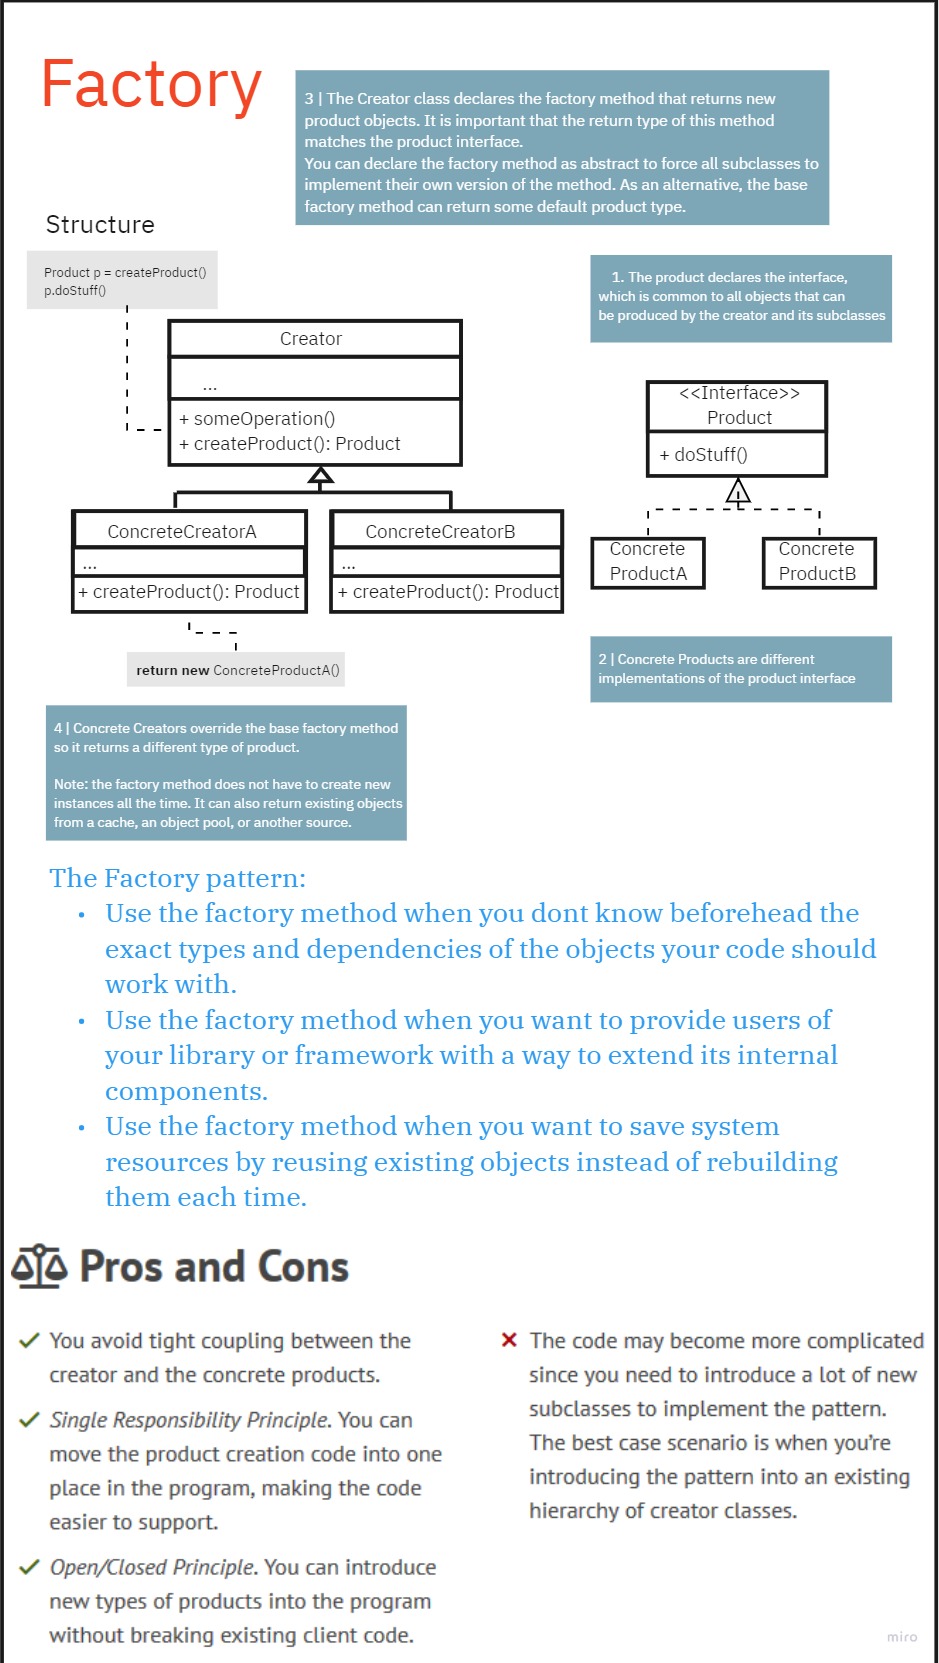 Factory
3 | The Creator class declares the factory method that returns new
product objects. It is important that the return type of this method
matches the product interface.
You can declare the factory method as abstract to force all subclasses to
implement their own version of the method. As an alternative, the base
factory method can return some default product type.
Structure
Product p = createProduct()
p.doStuff()
1. The product declares the interface,
which is common to all objects that can
be produced by the creator and its subclasses
Creator
...
+ someOperation()
+ createProduct(): Product
<<Interface>>
Product
+ doStuff()
ConcreteCreatorA
...
+ createProduct(): Product
ConcreteCreatorB
...
+ createProduct(): Product
Concrete
ProductA
Concrete
ProductB
return new ConcreteProductA()
2 | Concrete Products are different
implementations of the product interface
4 | Concrete Creators override the base factory method
so it returns a different type of product.
Note: the factory method does not have to create new
instances all the time. It can also return existing objects
from a cache, an object pool, or another source.
The Factory pattern:
• Use the factory method when you dont know beforehand the
exact types and dependencies of the objects your code should
work with.
• Use the factory method when you want to provide users of
your library or framework with a way to extend its internal
components.
• Use the factory method when you want to save system
resources by reusing existing objects instead of rebuilding
them each time.
Pros and Cons
You avoid tight coupling between the
creator and the concrete products.
Single Responsibility Principle. You can
move the product creation code into one
place in the program, making the code
easier to support.
Open/Closed Principle. You can introduce
new types of products into the program
without breaking existing client code.
The code may become more complicated
since you need to introduce a lot of new
subclasses to implement the pattern.
The best case scenario is when you're
introducing the pattern into an existing
hierarchy of creator classes.
miro